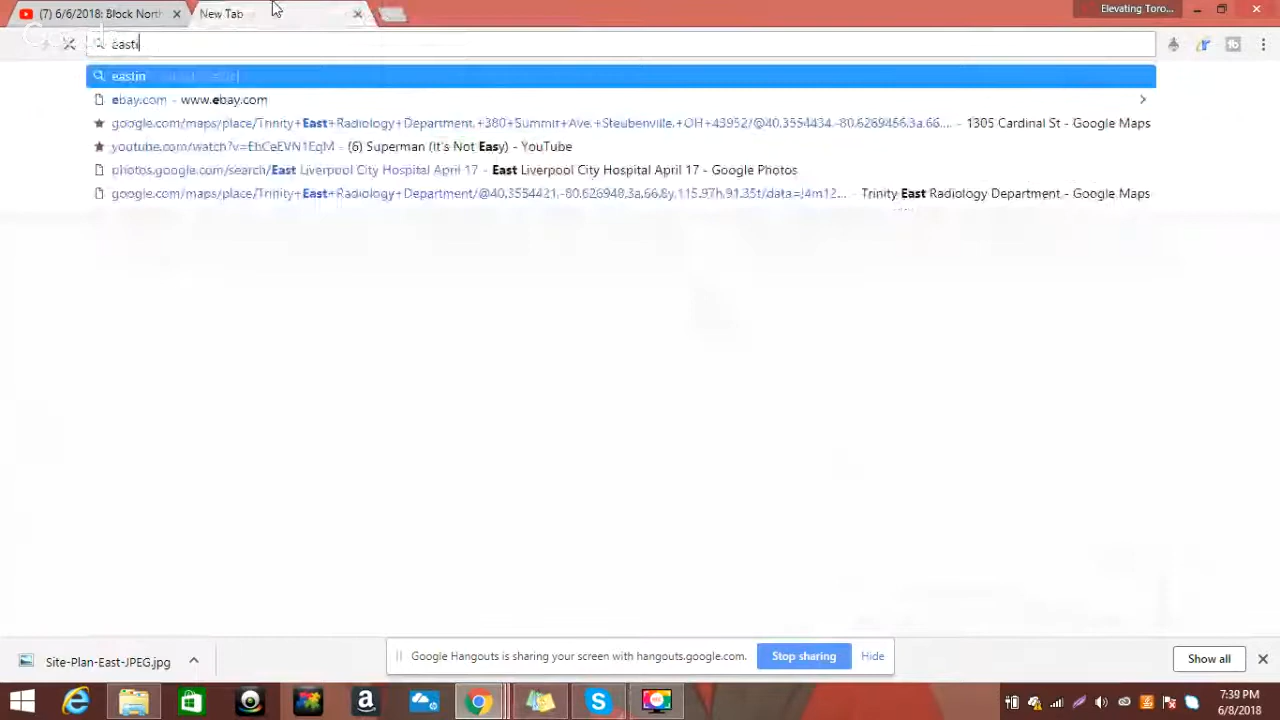 (7) 6/6/2018: Block North
New Tab
Elevating Toro...
easti
eastin
ebay.com - www.ebay.com
google.com/maps/place/Trinity+East+Radiology+Department,+380+Summit+Ave,+Steubenville,+OH+43952/@40.3554434,-80.6269456,3a,66... - 1305 Cardinal St - Google Maps
youtube.com/watch?v=EhCeEVN1EqM - (6) Superman (It's Not Easy) - YouTube
photos.google.com/search/East Liverpool City Hospital April 17 - East Liverpool City Hospital April 17 - Google Photos
google.com/maps/place/Trinity+East+Radiology+Department/@40.3554421,-80.626948,3a,66.8y,115.97h,91.35t/data=!4m12... - Trinity East Radiology Department - Google Maps
Site-Plan-East-JPEG.jpg
Google Hangouts is sharing your screen with hangouts.google.com.
Stop sharing
Hide
Show all
7:39 PM
6/8/2018